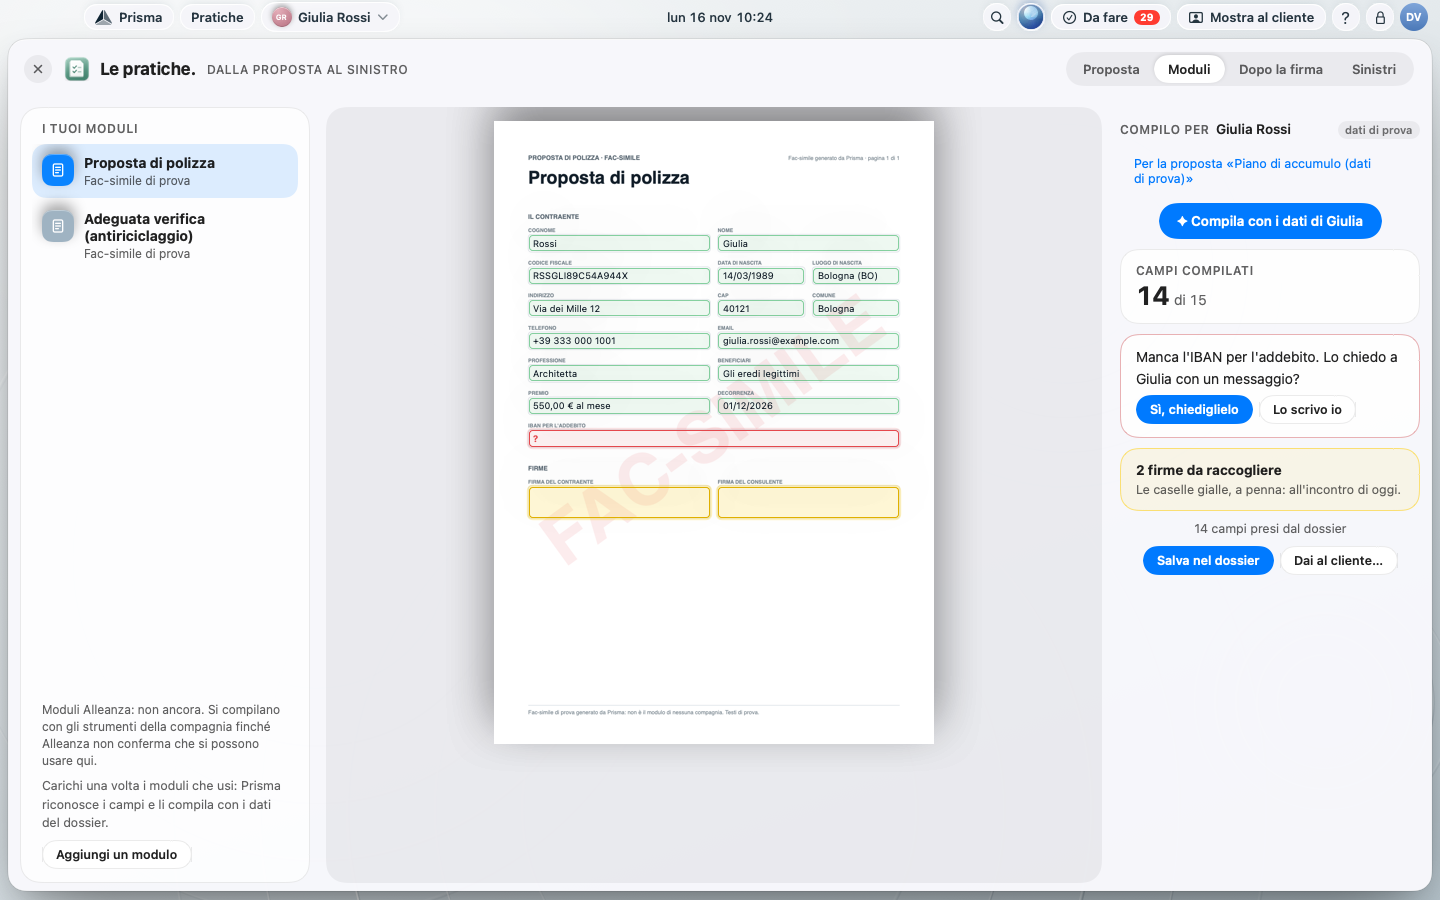 Prisma
Pratiche
GR Giulia Rossi
lun 16 nov 10:24
Da fare 29
Mostra al cliente
?
DV
Le pratiche. DALLA PROPOSTA AL SINISTRO
Proposta
Moduli
Dopo la firma
Sinistri
I TUOI MODULI
Proposta di polizza
Fac-simile di prova
Adeguata verifica
(antiriciclaggio)
Fac-simile di prova
Moduli Alleanza: non ancora. Si compilano
con gli strumenti della compagnia finché
Alleanza non conferma che si possono
usare qui.
Carichi una volta i moduli che usi: Prisma
riconosce i campi e li compila con i dati
del dossier.
Aggiungi un modulo
PROPOSTA DI POLIZZA · FAC-SIMILE
Fac-simile generato da Prisma · pagina 1 di 1
Proposta di polizza
IL CONTRAENTE
COGNOME
NOME
Rossi
Giulia
CODICE FISCALE
DATA DI NASCITA
LUOGO DI NASCITA
RSSGLI89C54A944X
14/03/1989
Bologna (BO)
INDIRIZZO
CAP
COMUNE
Via dei Mille 12
40121
Bologna
TELEFONO
EMAIL
+39 333 000 1001
giulia.rossi@example.com
PROFESSIONE
BENEFICIARI
Architetta
Gli eredi legittimi
PREMIO
DECORRENZA
550,00 € al mese
01/12/2026
IBAN PER L'ADDEBITO
?
FIRME
FIRMA DEL CONTRAENTE
FIRMA DEL CONSULENTE
FAC-SIMILE
Fac-simile di prova generato da Prisma: non è il modulo di nessuna compagnia. Testi di prova.
COMPILO PER Giulia Rossi
dati di prova
Per la proposta «Piano di accumulo (dati
di prova)»
Compila con i dati di Giulia
CAMPI COMPILATI
14 di 15
Manca l'IBAN per l'addebito. Lo chiedo a
Giulia con un messaggio?
Sì, chiediglielo
Lo scrivo io
2 firme da raccogliere
Le caselle gialle, a penna: all'incontro di oggi.
14 campi presi dal dossier
Salva nel dossier
Dai al cliente...